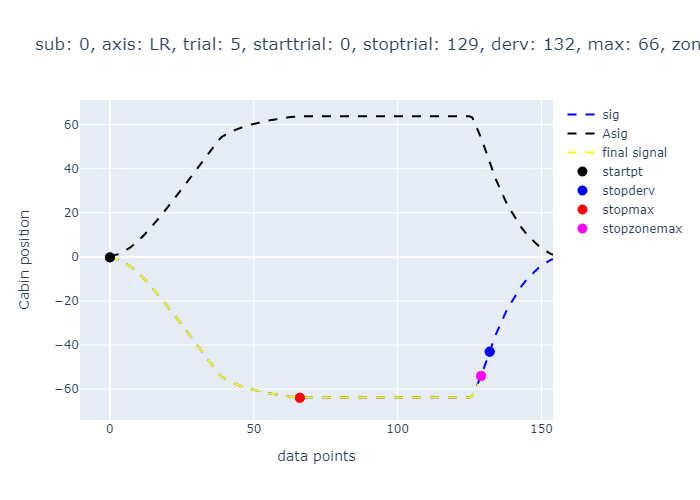 sub: 0, axis: LR, trial: 5, starttrial: 0, stoptrial: 129, derv: 132, max: 66, zon
60
40
20
0
−20
−40
−60
0
50
100
150
Cabin position
data points
sig
Asig
final signal
startpt
stopderv
stopmax
stopzonemax